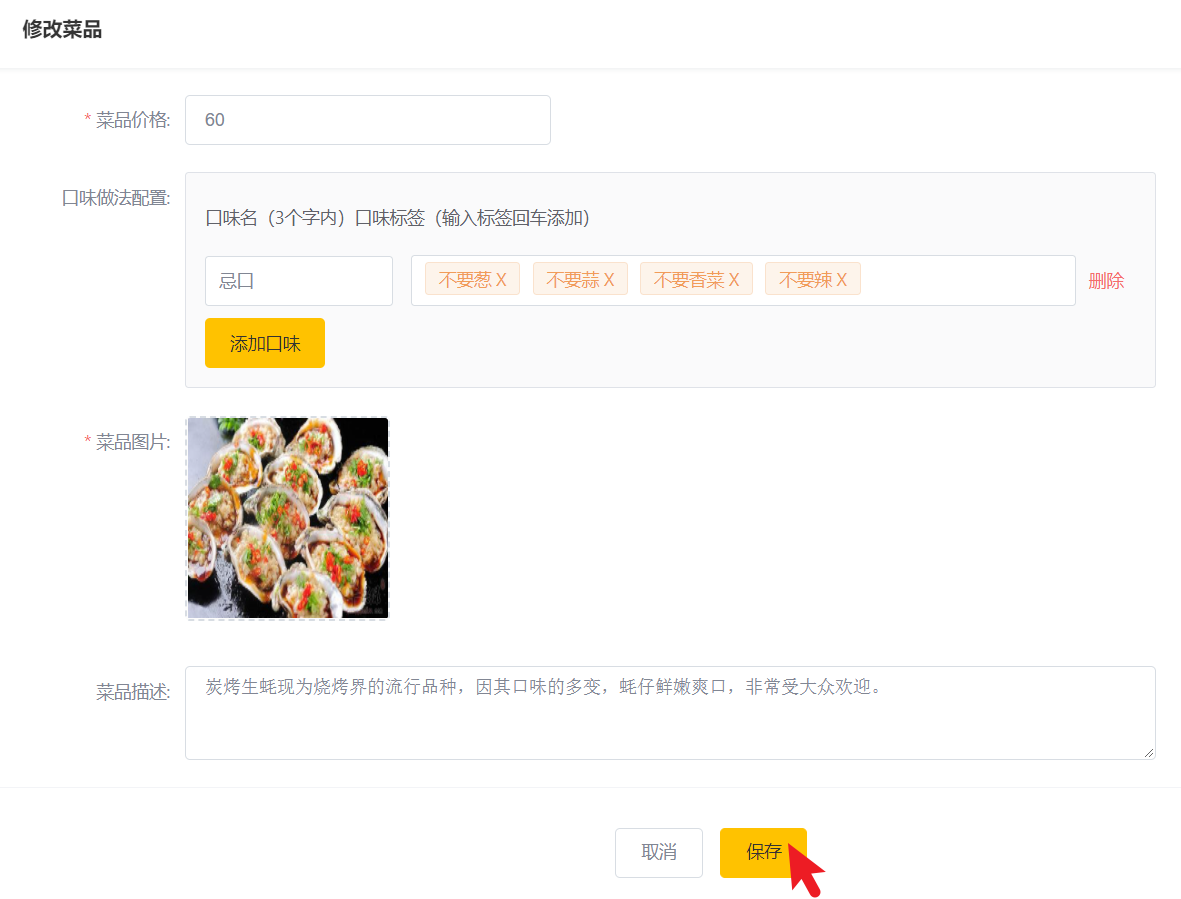 修改菜品
* 菜品价格: 60
口味做法配置:
口味名（3个字内）口味标签（输入标签回车添加）
忌口 不要葱 X 不要蒜 X 不要香菜 X 不要辣 X 删除
添加口味
* 菜品图片:
菜品描述: 炭烤生蚝现为烧烤界的流行品种，因其口味的多变，蚝仔鲜嫩爽口，非常受大众欢迎。
取消 保存